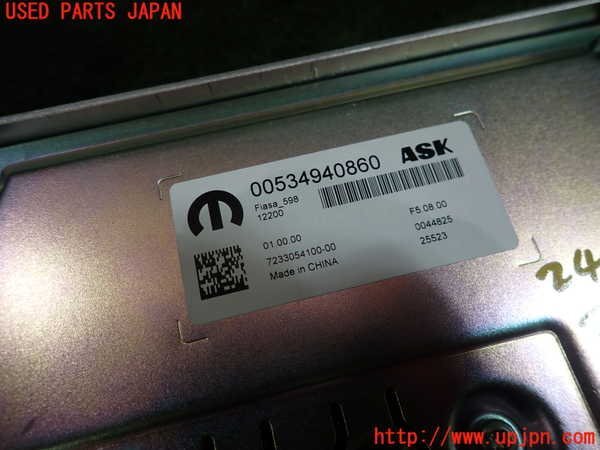 USED PARTS JAPAN
00534940860 ASK
Fiasa_598
12200
01.00.00 F5.08.00
7233054100-00 0044825
Made in CHINA 25523
24
http://www.upjpn.com/